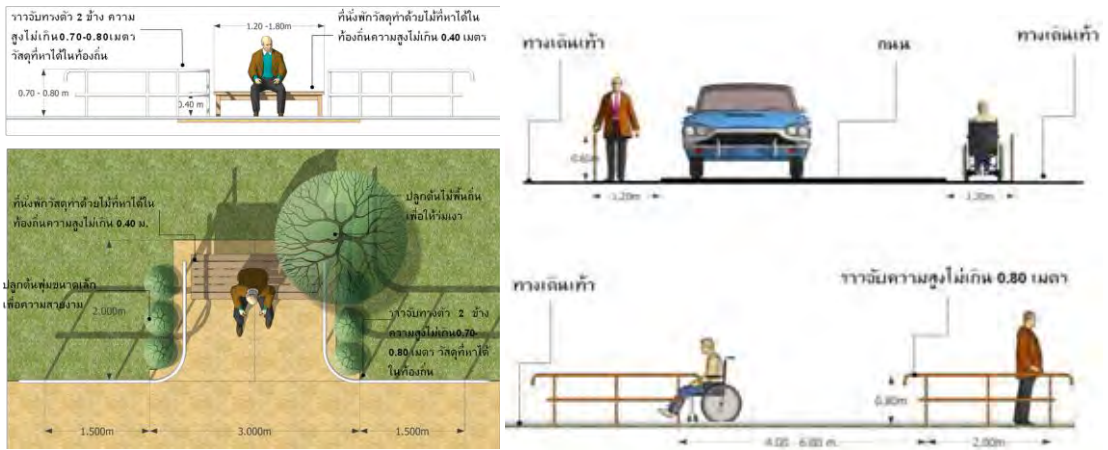 ราวจับทรงตัว 2 ข้าง ความ
สูงไม่เกิน 0.70-0.80 เมตร
วัสดุที่หาได้ในท้องถิ่น
1.20 -1.80m
ที่นั่งพักวัสดุทำด้วยไม้ที่หาได้ใน
ท้องถิ่นความสูงไม่เกิน 0.40 เมตร
0.70 - 0.80 m
0.40 m
ที่นั่งพักวัสดุทำด้วยไม้ที่หาได้ใน
ท้องถิ่นความสูงไม่เกิน 0.40 ม.
ปลูกต้นไม้พื้นถิ่น
เพื่อให้ร่มเงา
ปลูกต้นพุ่มขนาดเล็ก
เพื่อความสวยงาม
2.000m
ราวจับทรงตัว 2 ข้าง
ความสูงไม่เกิน0.70-
0.80 เมตร วัสดุที่หาได้
ในท้องถิ่น
1.500m
3.000m
1.500m
ทางเดินเท้า
ถนน
ทางเดินเท้า
1.20m
1.20m
ทางเดินเท้า
ราวจับความสูงไม่เกิน 0.80 เมตร
0.80m
4.00 - 6.00 m.
2.00m